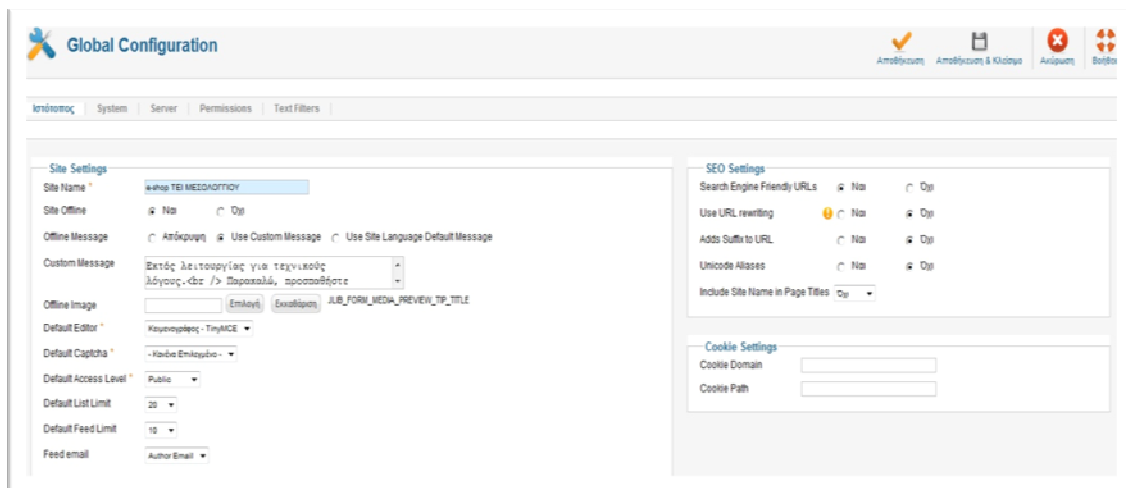 Global Configuration
Αποθήκευση Αποθήκευση & Κλείσιμο Ακύρωση
Ιστότοπος System Server Permissions Text Filters
Site Settings
Site Name * e-shop ΤΕΙ ΜΕΣΟΛΟΓΓΙΟΥ
Site Offline Ναι Όχι
Offline Message Απόκρυψη Use Custom Message Use Site Language Default Message
Custom Message Εκτός λειτουργίας για τεχνικούς
λόγους.<br /> Παρακαλώ, προσπαθήστε
Offline Image Επιλογή Εκκαθάριση JLIB_FORM_MEDIA_PREVIEW_TIP_TITLE
Default Editor * Κειμενογράφος - TinyMCE
Default Captcha * - Κανένα Επιλεγμένο -
Default Access Level * Public
Default List Limit 20
Default Feed Limit 10
Feed email Author Email
SEO Settings
Search Engine Friendly URLs Ναι Όχι
Use URL rewriting Ναι Όχι
Adds Suffix to URL Ναι Όχι
Unicode Aliases Ναι Όχι
Include Site Name in Page Titles Όχι
Cookie Settings
Cookie Domain
Cookie Path